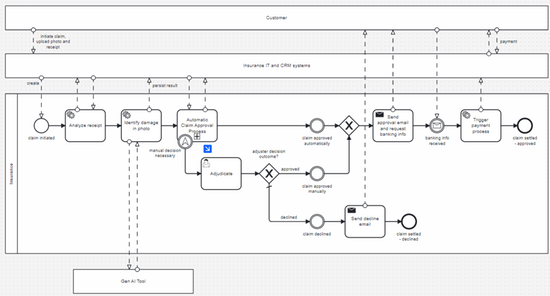 Customer
initiate claim,
upload photo and
receipt
payment
Insurance IT and CRM systems
create
persist result
Insurance
claim initiated
Analyze receipt
Identify damage
in photo
Automatic
Claim Approval
Process
manual decision
necessary
claim approved
automatically
Send
approval email
and request
banking info
banking info
received
Trigger
payment
process
claim settled
- approved
Adjudicate
adjuster decision
outcome?
approved
claim approved
manually
declined
claim declined
Send decline
email
claim settled
- declined
Gen AI Tool